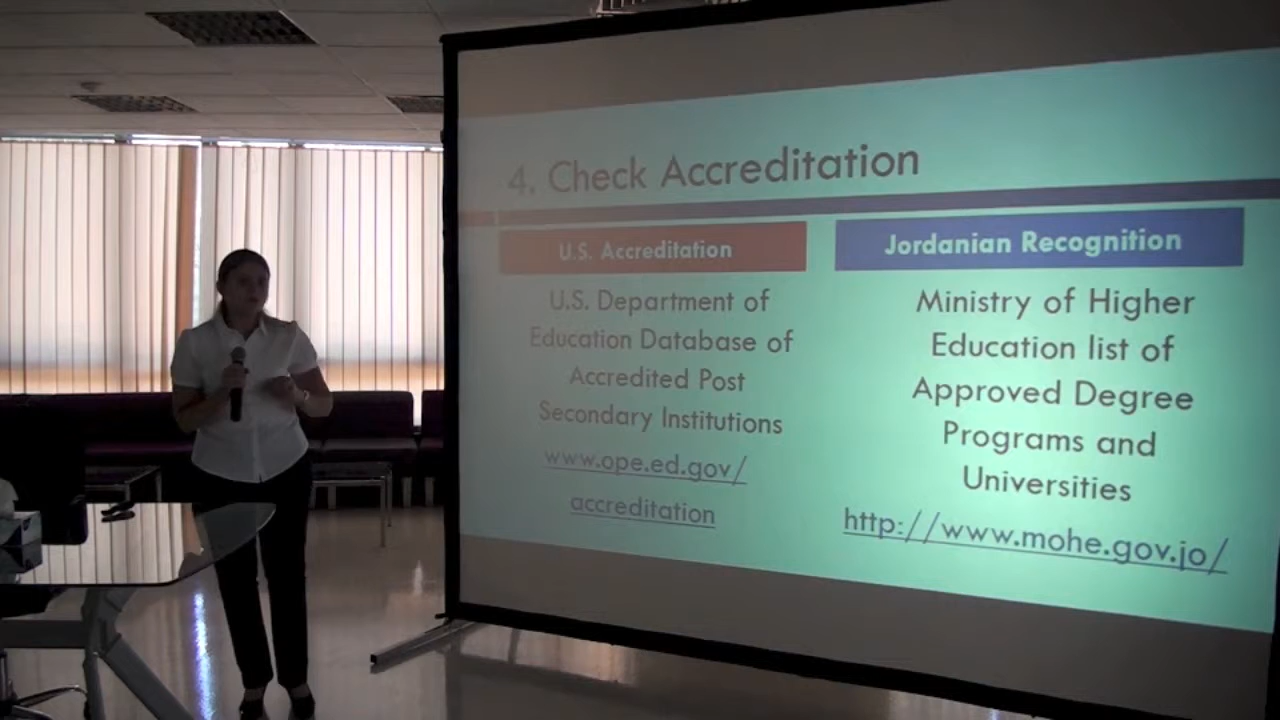 4. Check Accreditation
U.S. Accreditation
U.S. Department of
Education Database of
Accredited Post
Secondary Institutions
www.ope.ed.gov/
accreditation
Jordanian Recognition
Ministry of Higher
Education list of
Approved Degree
Programs and
Universities
http://www.mohe.gov.jo/